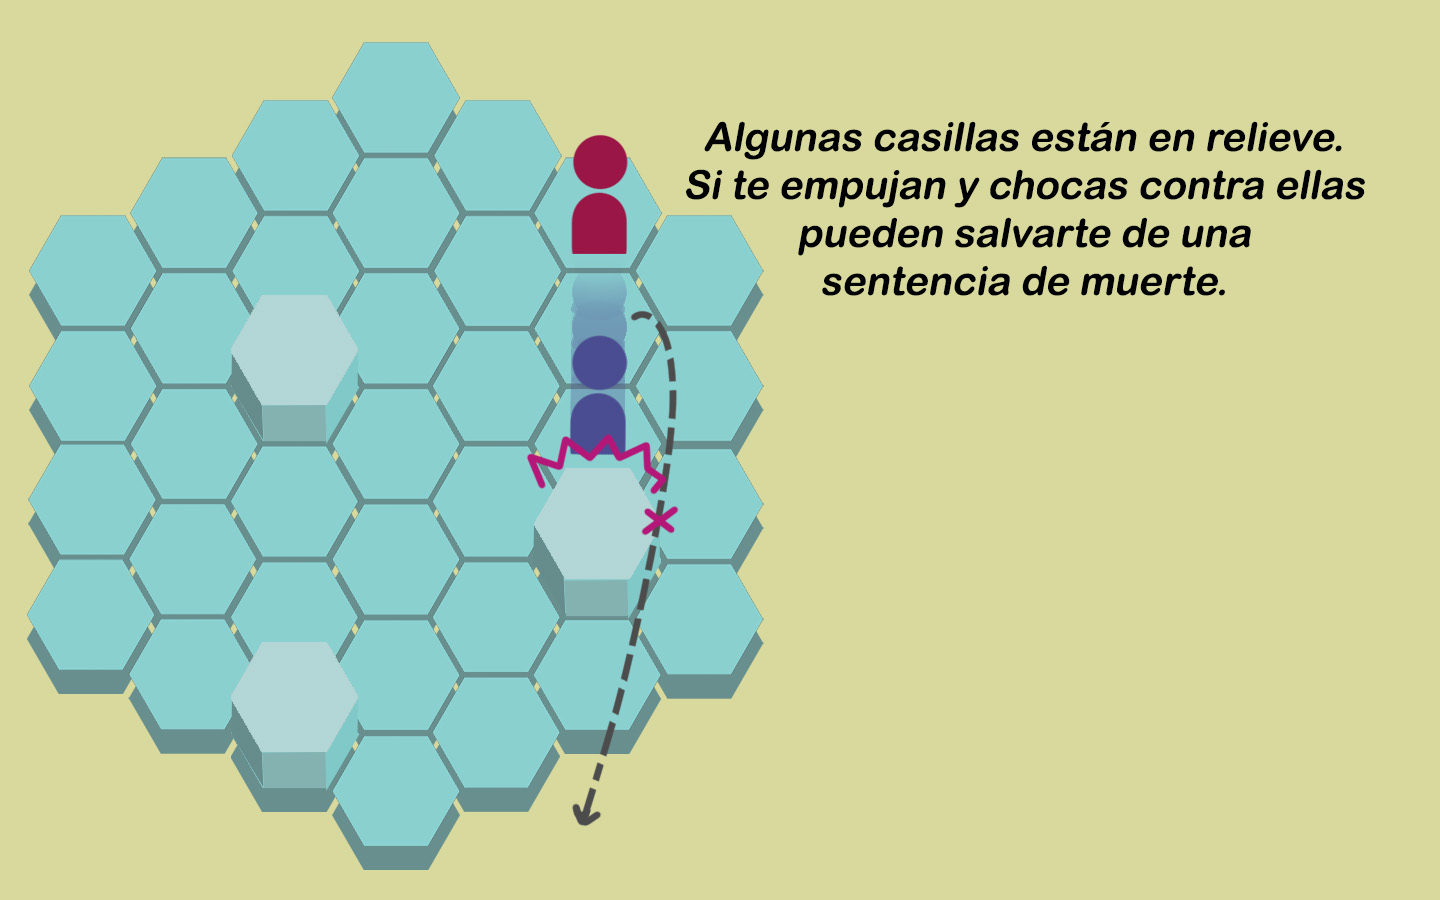 Algunas casillas están en relieve.
Si te empujan y chocas contra ellas
pueden salvarte de una
sentencia de muerte.